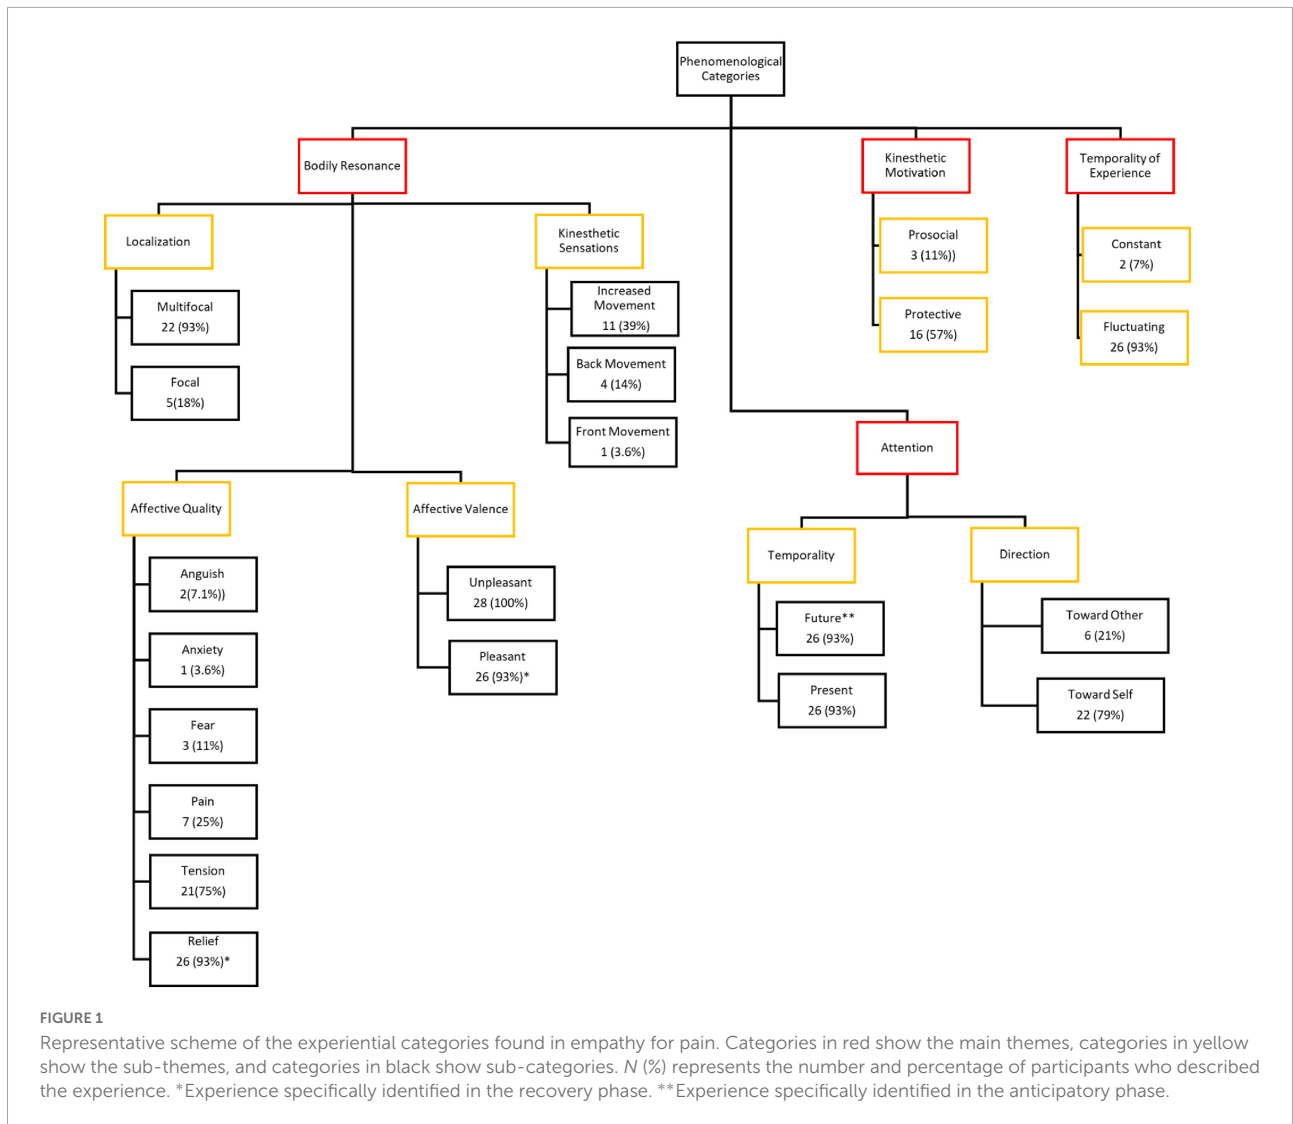 Phenomenological
Categories
Bodily Resonance
Kinesthetic
Motivation
Temporality of
Experience
Localization
Kinesthetic
Sensations
Prosocial
3 (11%))
Constant
2 (7%)
Multifocal
22 (93%)
Increased
Movement
11 (39%)
Protective
16 (57%)
Fluctuating
26 (93%)
Focal
5(18%)
Back Movement
4 (14%)
Front Movement
1 (3.6%)
Attention
Affective Quality
Affective Valence
Temporality
Direction
Anguish
2(7.1%))
Unpleasant
28 (100%)
Future**
26 (93%)
Toward Other
6 (21%)
Anxiety
1 (3.6%)
Pleasant
26 (93%)*
Present
26 (93%)
Toward Self
22 (79%)
Fear
3 (11%)
Pain
7 (25%)
Tension
21(75%)
Relief
26 (93%)*
FIGURE 1
Representative scheme of the experiential categories found in empathy for pain. Categories in red show the main themes, categories in yellow
show the sub-themes, and categories in black show sub-categories. N (%) represents the number and percentage of participants who described
the experience. *Experience specifically identified in the recovery phase. **Experience specifically identified in the anticipatory phase.